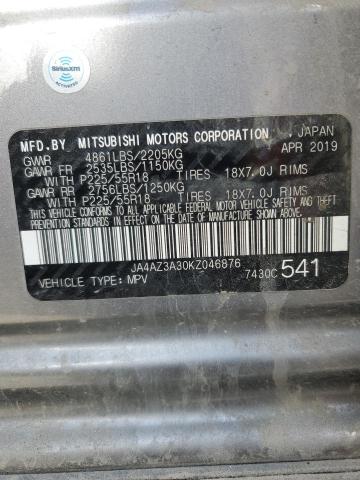 SiriusXM
ACTIVATED
MFD.BY MITSUBISHI MOTORS CORPORATION JAPAN
GVWR 4861LBS/2205KG APR 2019
GAWR FR 2535LBS/1150KG
WITH P225/55R18 TIRES 18X7.0J RIMS
GAWR RR 2756LBS/1250KG
WITH P225/55R18 TIRES 18X7.0J RIMS
THIS VEHICLE CONFORMS TO ALL APPLICABLE FEDERAL MOTOR
VEHICLE SAFETY, BUMPER AND THEFT
PREVENTION STANDARDS IN EFFECT ON THE DATE OF
MANUFACTURE SHOWN ABOVE.
JA4AZ3A30KZ046876
VEHICLE TYPE: MPV 7430C 541